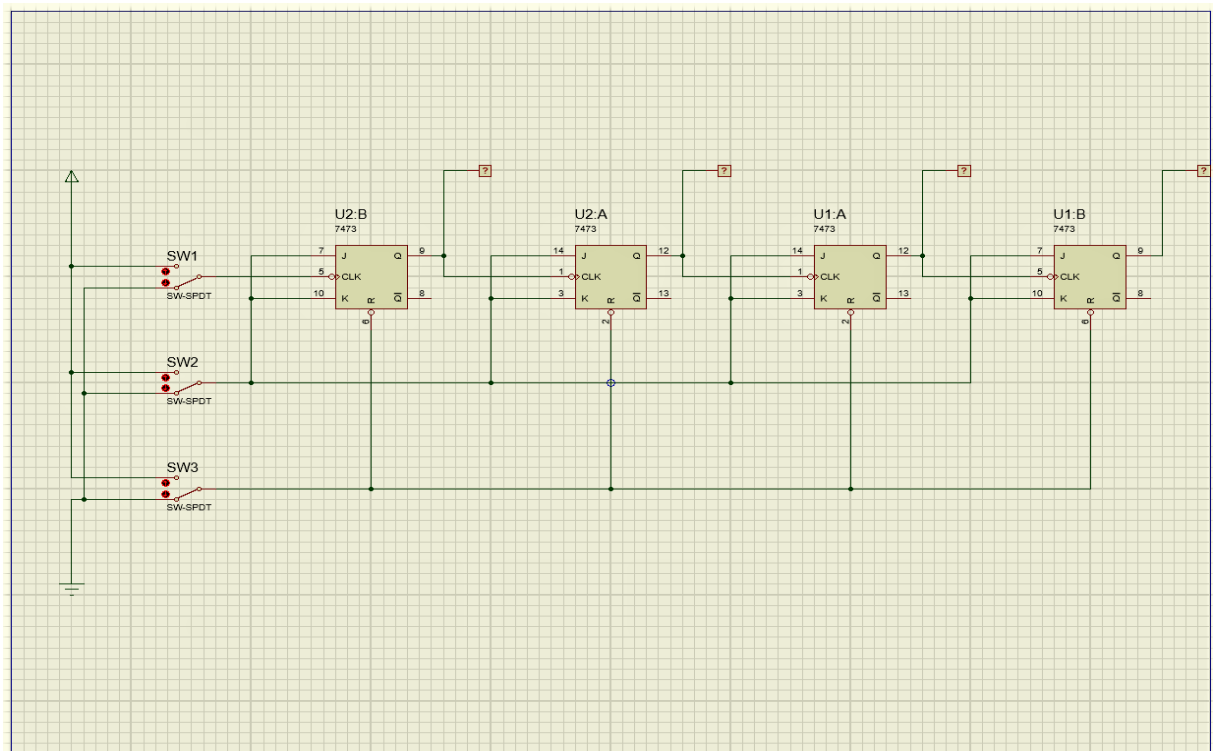 ? ? ? ?
U2:B U2:A U1:A U1:B
7473 7473 7473 7473
SW1
SW-SPDT
7 J Q 9 14 J Q 12 14 J Q 12 7 J Q 9
5 CLK 1 CLK 1 CLK 5 CLK
10 K R Q 8 3 K R Q 13 3 K R Q 13 10 K R Q 8
6 2 2 6
SW2
SW-SPDT
SW3
SW-SPDT